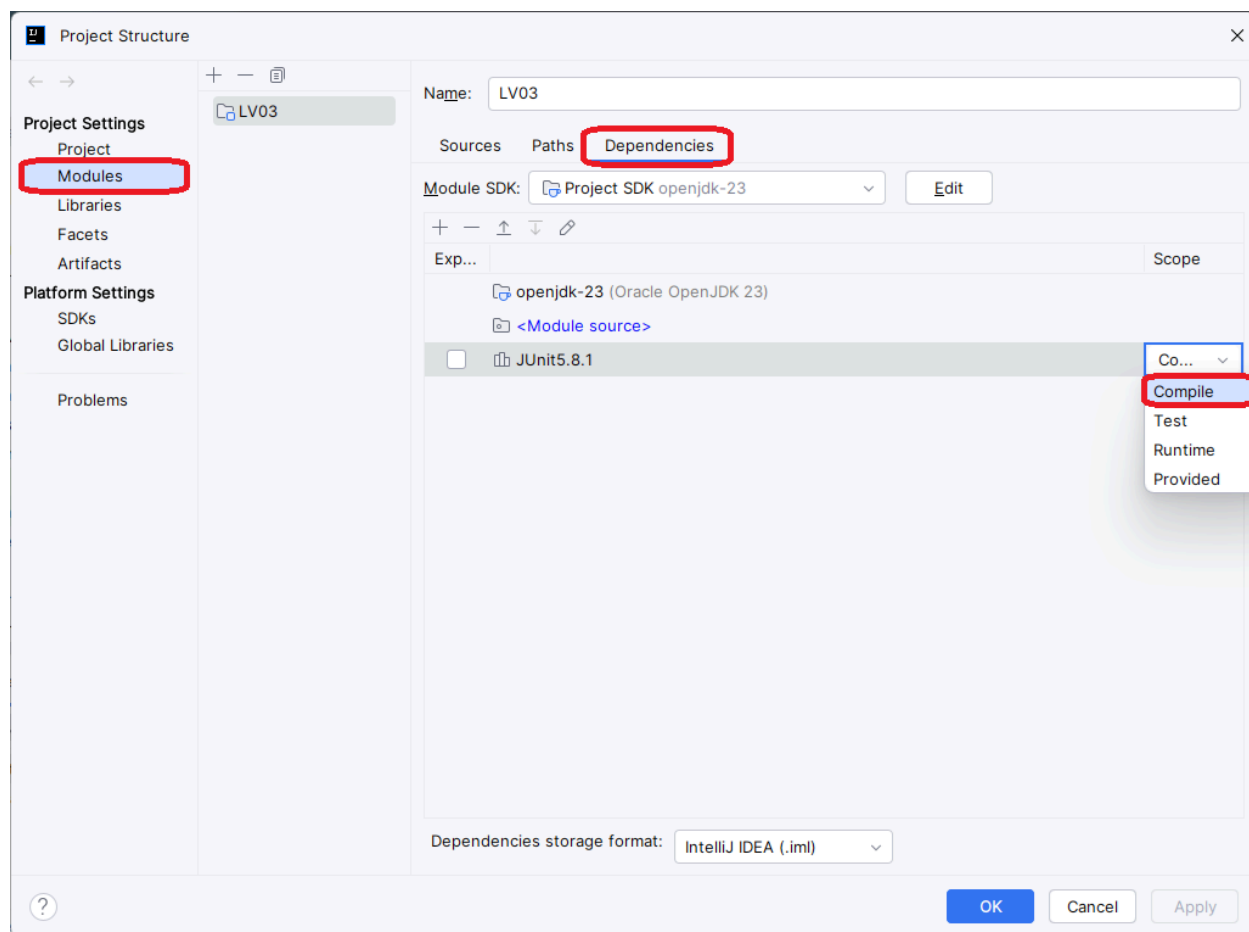 Project Structure
Project Settings
Project
Modules
Libraries
Facets
Artifacts
Platform Settings
SDKs
Global Libraries
Problems
LV03
Name: LV03
Sources Paths Dependencies
Module SDK: Project SDK openjdk-23 Edit
Exp... Scope
openjdk-23 (Oracle OpenJDK 23)
<Module source>
JUnit5.8.1 Co...
Compile
Test
Runtime
Provided
Dependencies storage format: IntelliJ IDEA (.iml)
? OK Cancel Apply